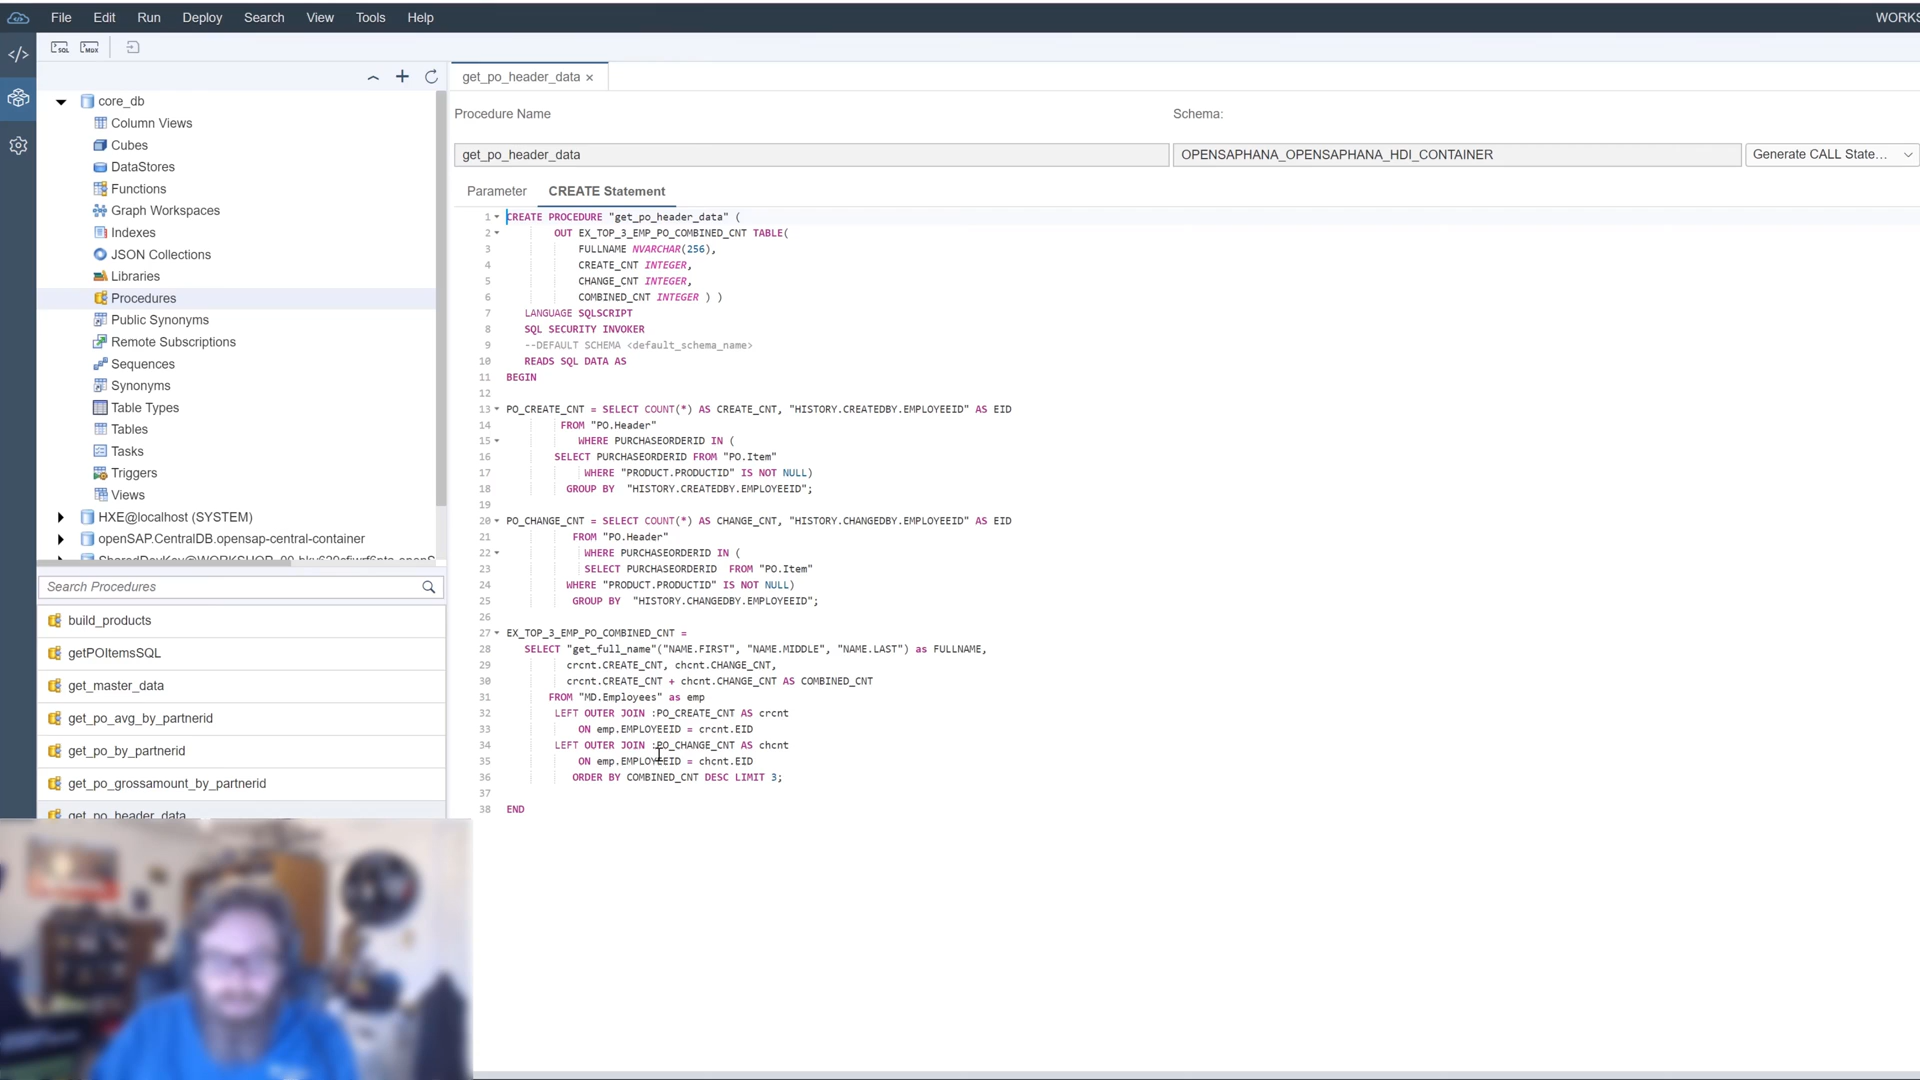 File Edit Run Deploy Search View Tools Help
WORKS
SQL MDX
core_db
Column Views
Cubes
DataStores
Functions
Graph Workspaces
Indexes
JSON Collections
Libraries
Procedures
Public Synonyms
Remote Subscriptions
Sequences
Synonyms
Table Types
Tables
Tasks
Triggers
Views
HXE@localhost (SYSTEM)
openSAP.CentralDB.opensap-central-container
Search Procedures
build_products
getPOItemsSQL
get_master_data
get_po_avg_by_partnerid
get_po_by_partnerid
get_po_grossamount_by_partnerid
get_po_header_data
get_po_header_data ×
Procedure Name
Schema:
get_po_header_data
OPENSAPHANA_OPENSAPHANA_HDI_CONTAINER
Generate CALL State...
Parameter CREATE Statement
1 CREATE PROCEDURE "get_po_header_data" (
2 OUT EX_TOP_3_EMP_PO_COMBINED_CNT TABLE(
3 FULLNAME NVARCHAR(256),
4 CREATE_CNT INTEGER,
5 CHANGE_CNT INTEGER,
6 COMBINED_CNT INTEGER ) )
7 LANGUAGE SQLSCRIPT
8 SQL SECURITY INVOKER
9 --DEFAULT SCHEMA <default_schema_name>
10 READS SQL DATA AS
11 BEGIN
12
13 PO_CREATE_CNT = SELECT COUNT(*) AS CREATE_CNT, "HISTORY.CREATEDBY.EMPLOYEEID" AS EID
14 FROM "PO.Header"
15 WHERE PURCHASEORDERID IN (
16 SELECT PURCHASEORDERID FROM "PO.Item"
17 WHERE "PRODUCT.PRODUCTID" IS NOT NULL)
18 GROUP BY "HISTORY.CREATEDBY.EMPLOYEEID";
19
20 PO_CHANGE_CNT = SELECT COUNT(*) AS CHANGE_CNT, "HISTORY.CHANGEDBY.EMPLOYEEID" AS EID
21 FROM "PO.Header"
22 WHERE PURCHASEORDERID IN (
23 SELECT PURCHASEORDERID FROM "PO.Item"
24 WHERE "PRODUCT.PRODUCTID" IS NOT NULL)
25 GROUP BY "HISTORY.CHANGEDBY.EMPLOYEEID";
26
27 EX_TOP_3_EMP_PO_COMBINED_CNT =
28 SELECT "get_full_name"("NAME.FIRST", "NAME.MIDDLE", "NAME.LAST") as FULLNAME,
29 crcnt.CREATE_CNT, chcnt.CHANGE_CNT,
30 crcnt.CREATE_CNT + chcnt.CHANGE_CNT AS COMBINED_CNT
31 FROM "MD.Employees" as emp
32 LEFT OUTER JOIN :PO_CREATE_CNT AS crcnt
33 ON emp.EMPLOYEEID = crcnt.EID
34 LEFT OUTER JOIN :PO_CHANGE_CNT AS chcnt
35 ON emp.EMPLOYEEID = chcnt.EID
36 ORDER BY COMBINED_CNT DESC LIMIT 3;
37
38 END